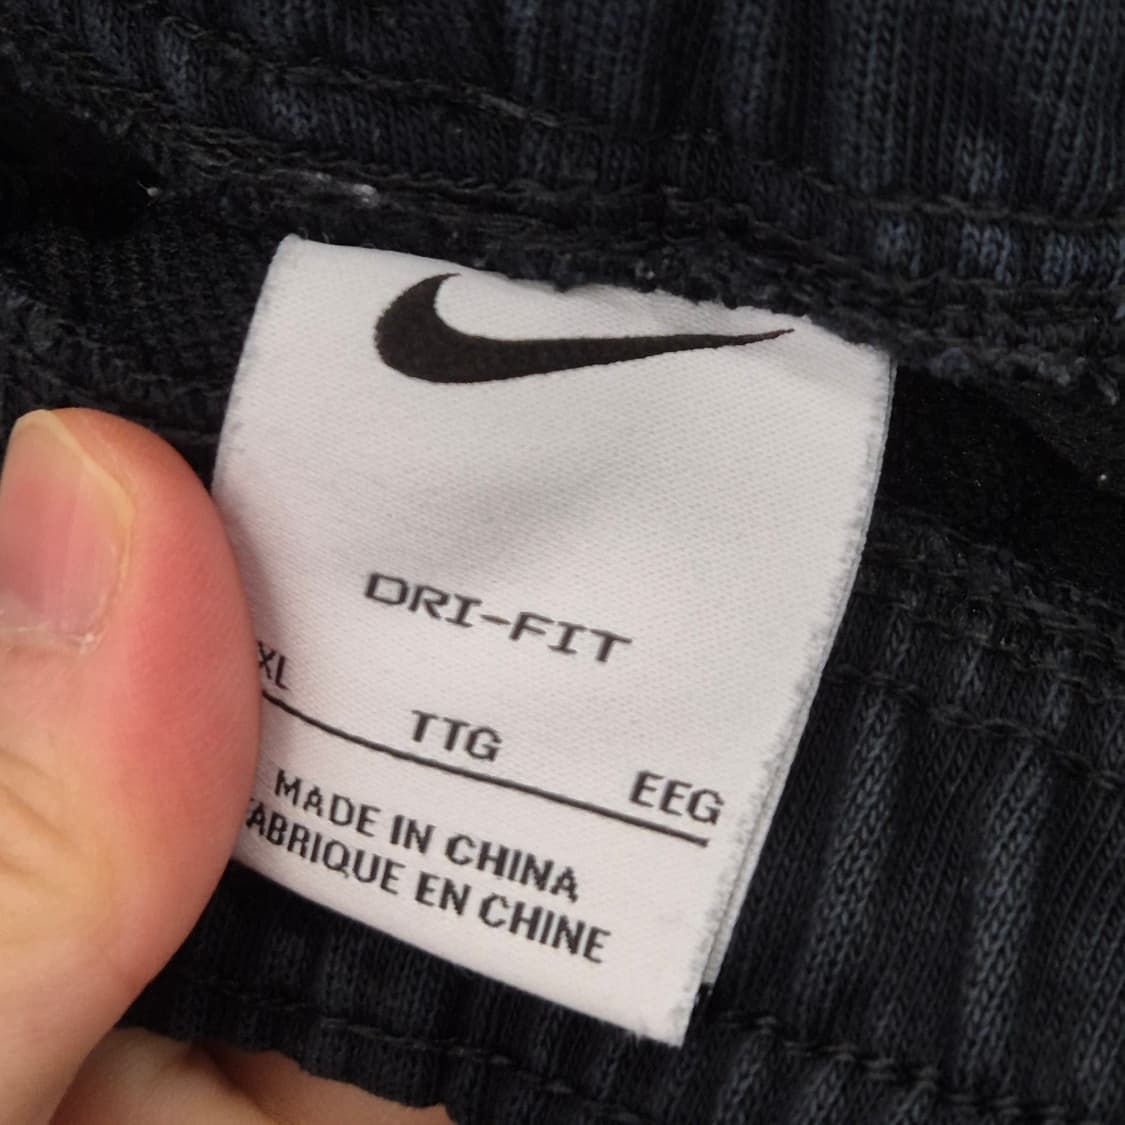 DRI-FIT
XL TTG EEG
MADE IN CHINA
FABRIQUE EN CHINE